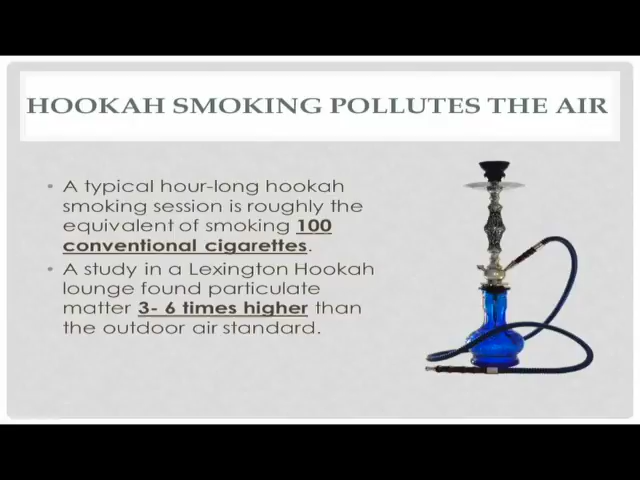 HOOKAH SMOKING POLLUTES THE AIR
• A typical hour-long hookah
smoking session is roughly the
equivalent of smoking 100
conventional cigarettes.
• A study in a Lexington Hookah
lounge found particulate
matter 3- 6 times higher than
the outdoor air standard.